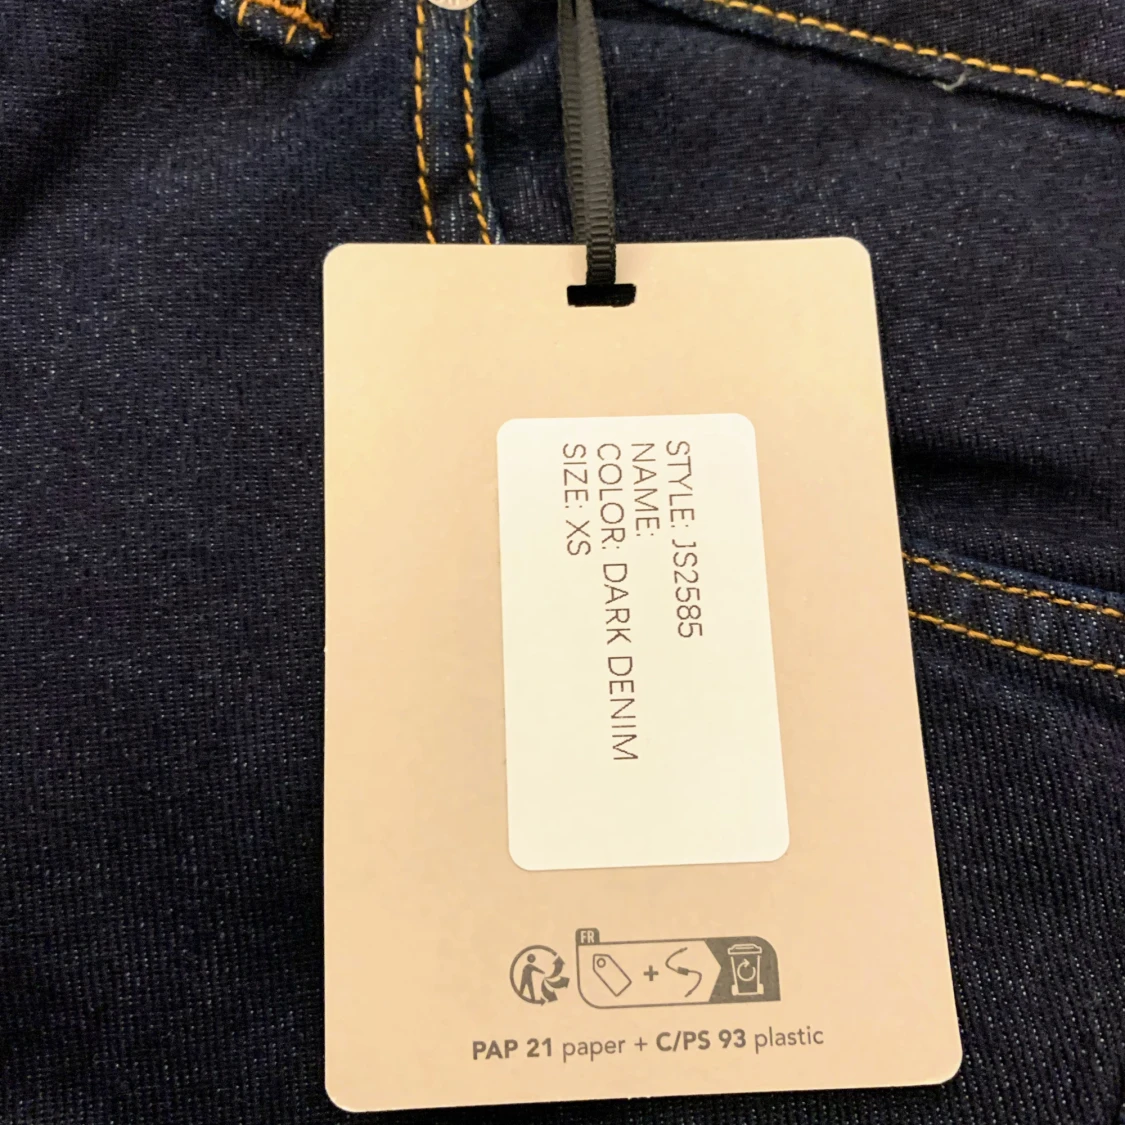 STYLE: JS2585
NAME:
COLOR: DARK DENIM
SIZE: XS
FR
PAP 21 paper + C/PS 93 plastic